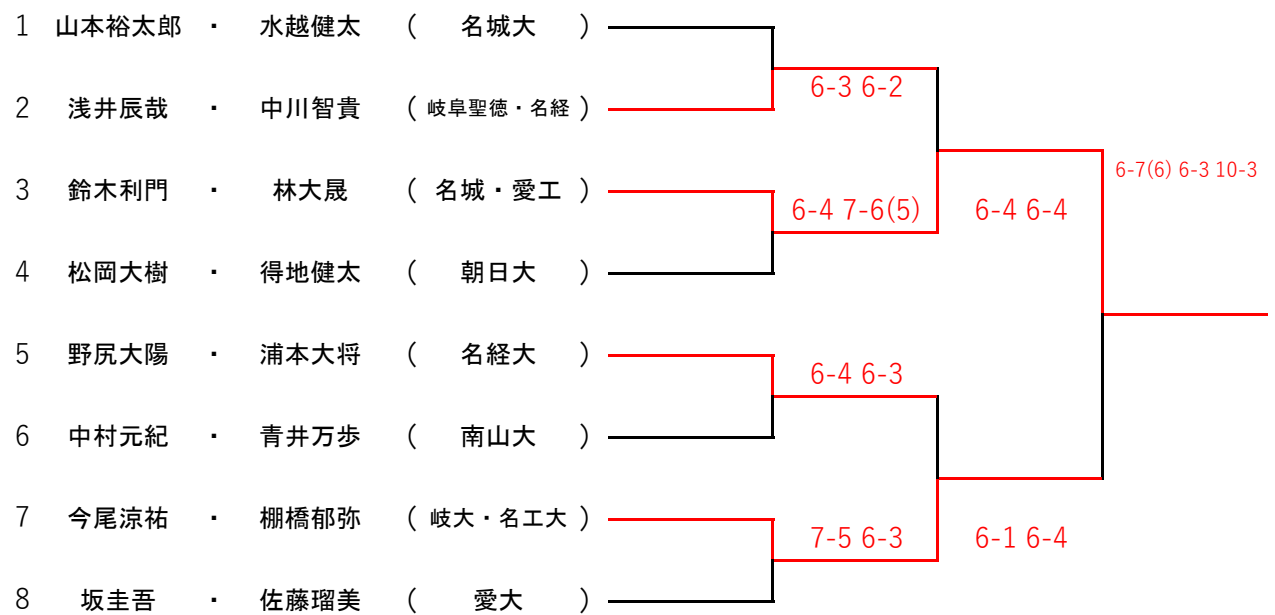 1 山本裕太郎 ・ 水越健太 ( 名城大 )
6-3 6-2
2 浅井辰哉 ・ 中川智貴 ( 岐阜聖徳・名経 )
6-7(6) 6-3 10-3
3 鈴木利門 ・ 林大晟 ( 名城・愛工 )
6-4 7-6(5) 6-4 6-4
4 松岡大樹 ・ 得地健太 ( 朝日大 )
5 野尻大陽 ・ 浦本大将 ( 名経大 )
6-4 6-3
6 中村元紀 ・ 青井万歩 ( 南山大 )
7 今尾涼祐 ・ 棚橋郁弥 ( 岐大・名工大 )
7-5 6-3 6-1 6-4
8 坂圭吾 ・ 佐藤瑠美 ( 愛大 )